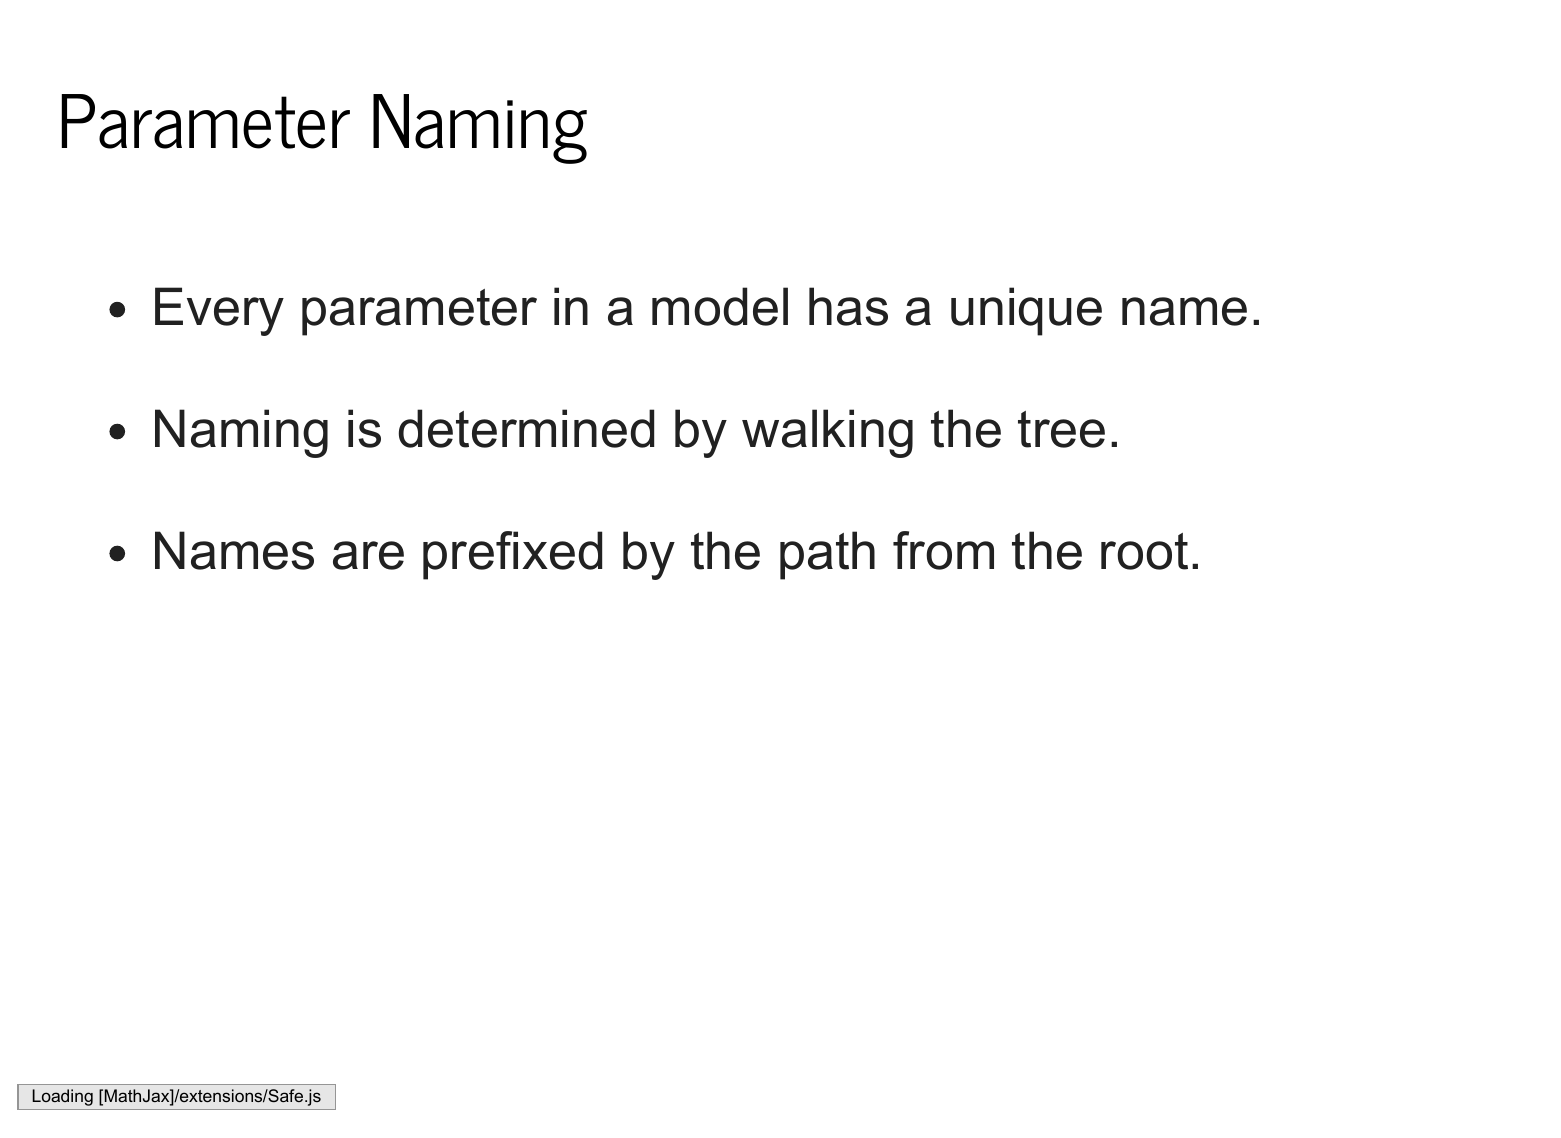 Parameter Naming
• Every parameter in a model has a unique name.
• Naming is determined by walking the tree.
• Names are prefixed by the path from the root.
Loading [MathJax]/extensions/Safe.js